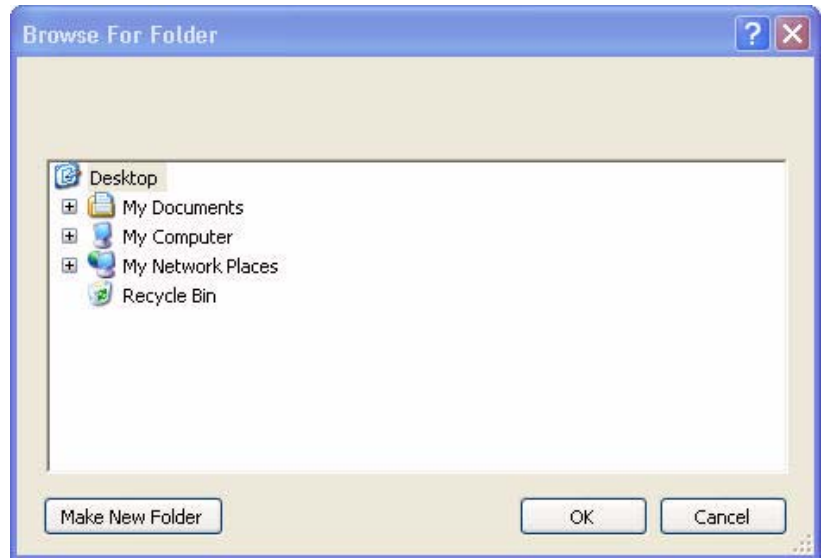 Browse For Folder
Desktop
My Documents
My Computer
My Network Places
Recycle Bin
Make New Folder OK Cancel